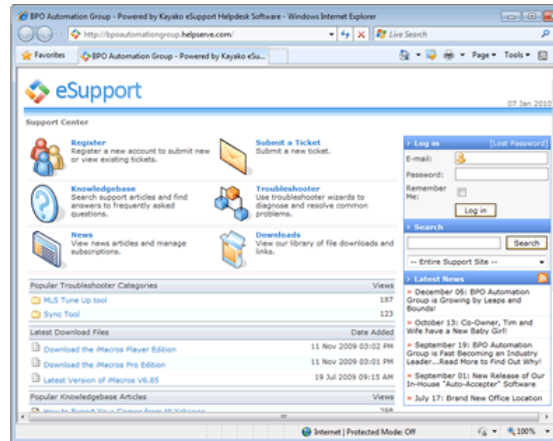 BPO Automation Group - Powered by Kayako eSupport Helpdesk Software - Windows Internet Explorer
http://bpoautomationgroup.helpserve.com/
Live Search
Favorites
BPO Automation Group - Powered by Kayako eSu...
Page
Tools
eSupport
07 Jan 2010
Support Center
Register
Register a new account to submit new
or view existing tickets.
Submit a Ticket
Submit a new ticket.
Knowledgebase
Search support articles and find
answers to frequently asked
questions.
Troubleshooter
Use troubleshooter wizards to
diagnose and resolve common
problems.
News
View news articles and manage
subscriptions.
Downloads
View our library of file downloads and
links.
Popular Troubleshooter Categories Views
MLS Tune Up tool 187
Sync Tool 123
Latest Download Files Date Added
Download the iMacros Player Edition 11 Nov 2009 03:02 PM
Download the iMacros Pro Edition 11 Nov 2009 03:01 PM
Latest Version of iMacros V6.85 19 Jul 2009 09:15 AM
Popular Knowledgebase Articles Views
» Log in [Lost Password]
E-mail:
Password:
Remember
Me:
Log in
» Search
Search
-- Entire Support Site --
» Latest News
» December 06: BPO Automation
Group is Growing by Leaps and
Bounds!
» October 13: Co-Owner, Tim and
Wife have a New Baby Girl!
» September 19: BPO Automation
Group is Fast Becoming an Industry
Leader...Read More to Find Out Why!
» September 01: New Release of Our
In-House "Auto-Accepter" Software
» July 17: Brand New Office Location
Internet | Protected Mode: Off
100%